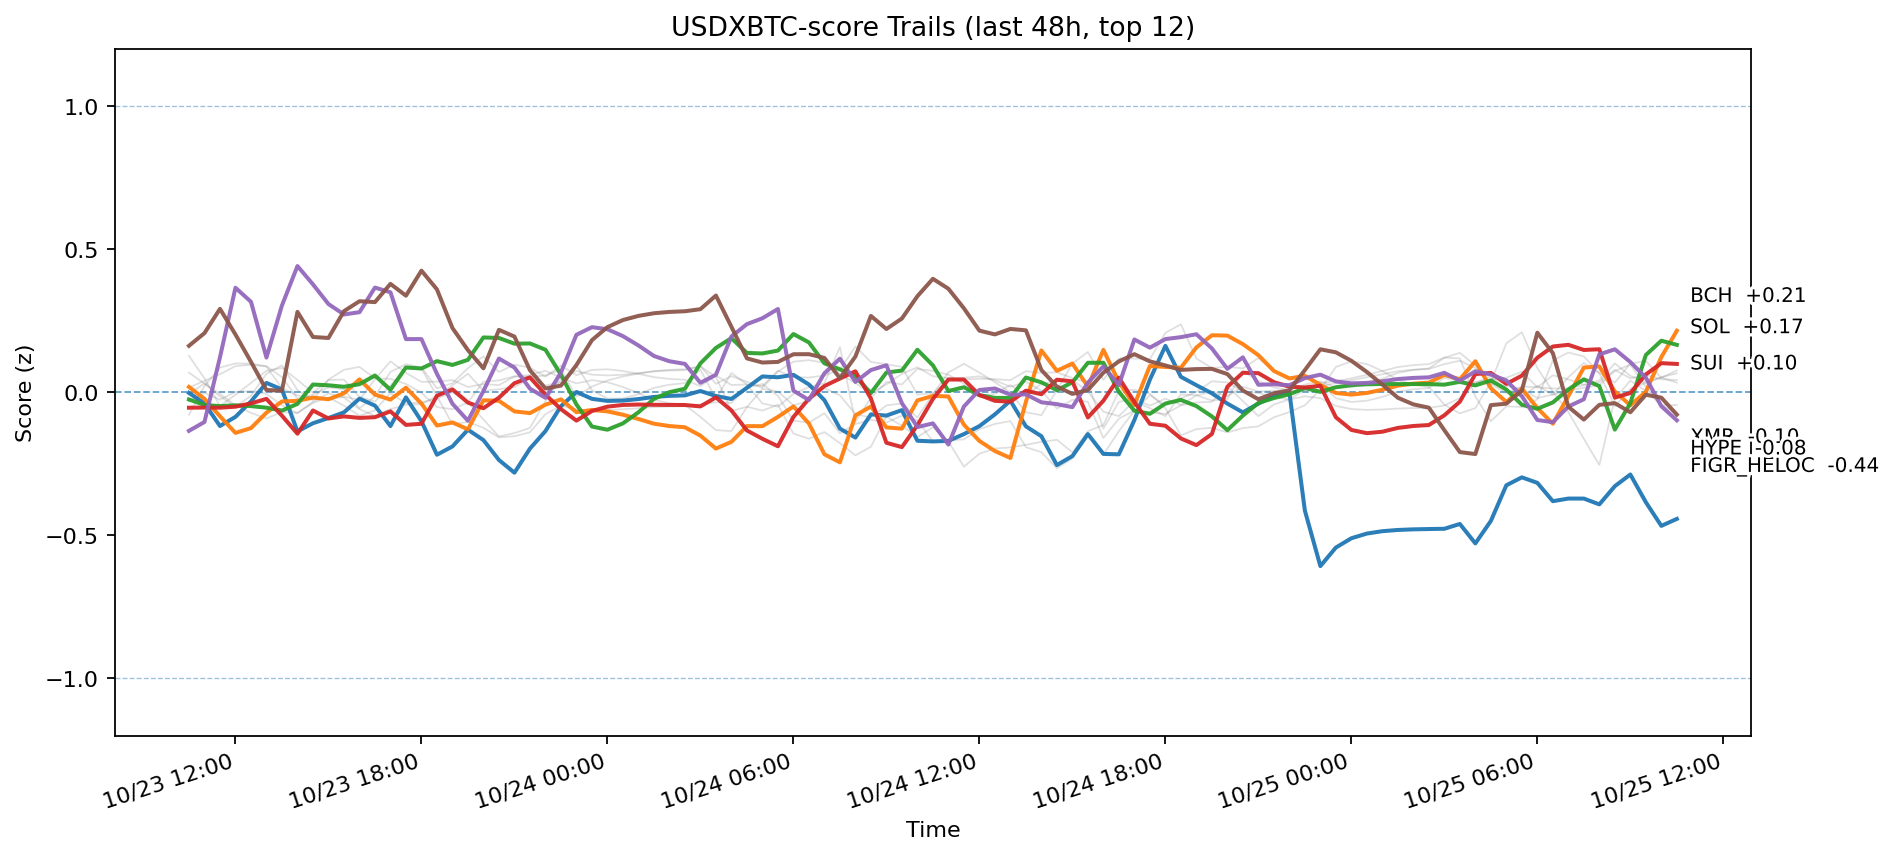 USDXBTC-score Trails (last 48h, top 12)
Score (z)
1.0
0.5
0.0
−0.5
−1.0
BCH +0.21
SOL +0.17
SUI +0.10
XMR -0.10
HYPE -0.08
FIGR_HELOC -0.44
10/23 12:00
10/23 18:00
10/24 00:00
10/24 06:00
10/24 12:00
10/24 18:00
10/25 00:00
10/25 06:00
10/25 12:00
Time